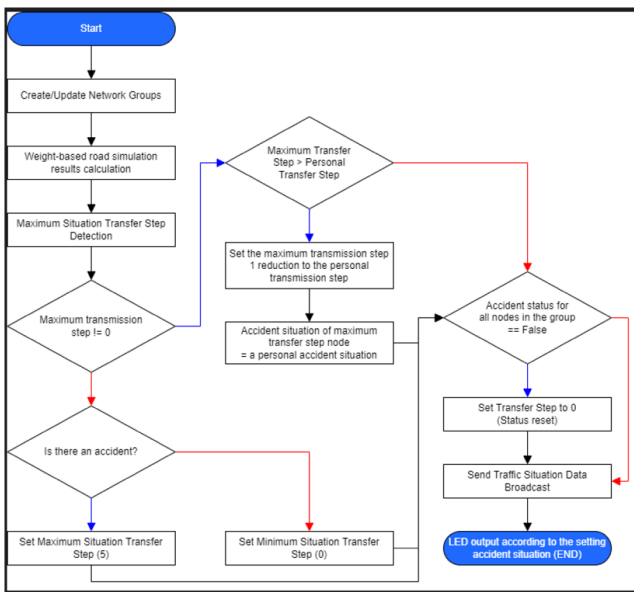 Start
Create/Update Network Groups
Weight-based road simulation
results calculation
Maximum Situation Transfer Step
Detection
Maximum transmission
step != 0
Is there an accident?
Set Maximum Situation Transfer
Step (5)
Maximum Transfer
Step > Personal
Transfer Step
Set the maximum transmission step
1 reduction to the personal
transmission step
Accident situation of maximum
transfer step node
= a personal accident situation
Set Minimum Situation Transfer
Step (0)
Accident status for
all nodes in the group
== False
Set Transfer Step to 0
(Status reset)
Send Traffic Situation Data
Broadcast
LED output according to the setting
accident situation (END)